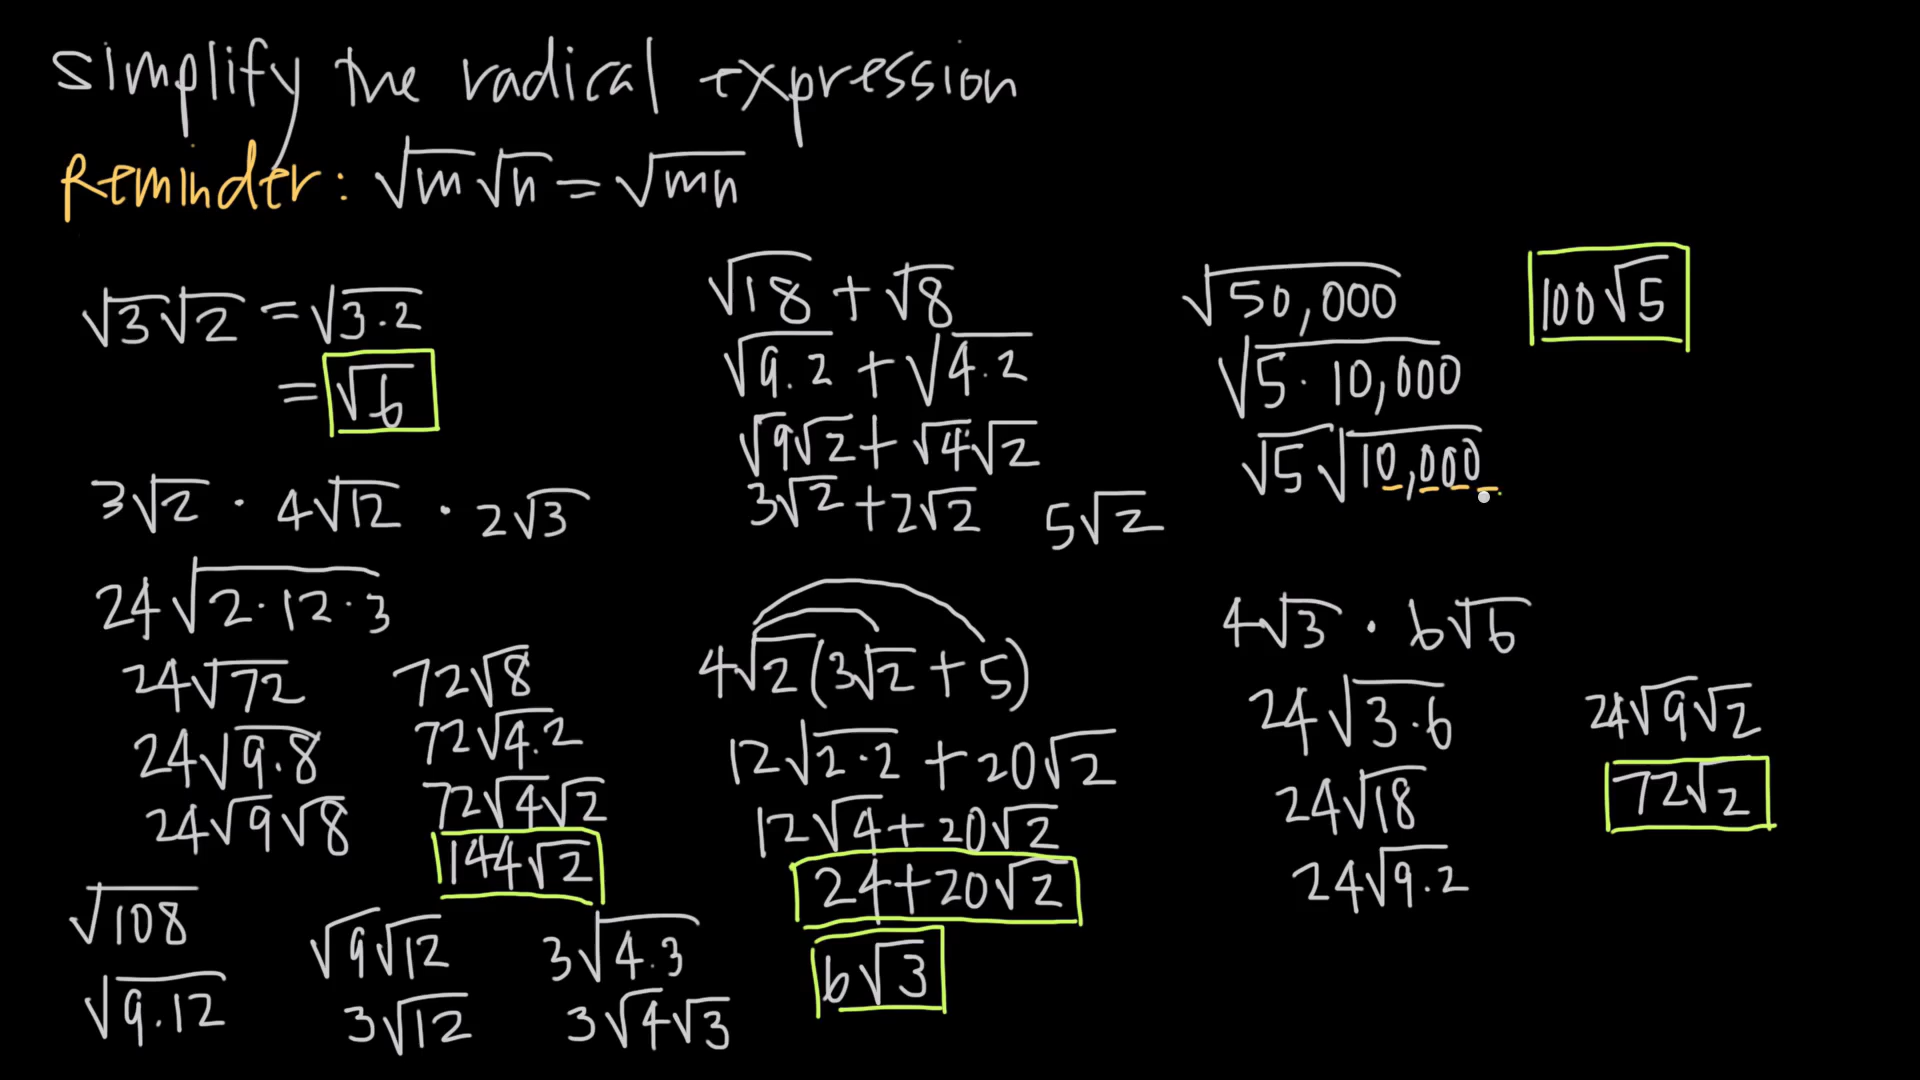 simplify the radical expression
Reminder: √m√n = √mn
√3√2 = √3·2
= √6
3√2 · 4√12 · 2√3
24√2·12·3
24√72
24√9·8
24√9√8
72√8
72√4·2
72√4√2
144√2
√108
√9·12
√9√12
3√12
3√4·3
3√4√3
6√3
√18 + √8
√9·2 + √4·2
√9√2 + √4√2
3√2 + 2√2
5√2
4√2(3√2 + 5)
12√2·2 + 20√2
12√4 + 20√2
24 + 20√2
√50,000
√5·10,000
√5√10,000
100√5
4√3 · 6√6
24√3·6
24√18
24√9·2
24√9√2
72√2